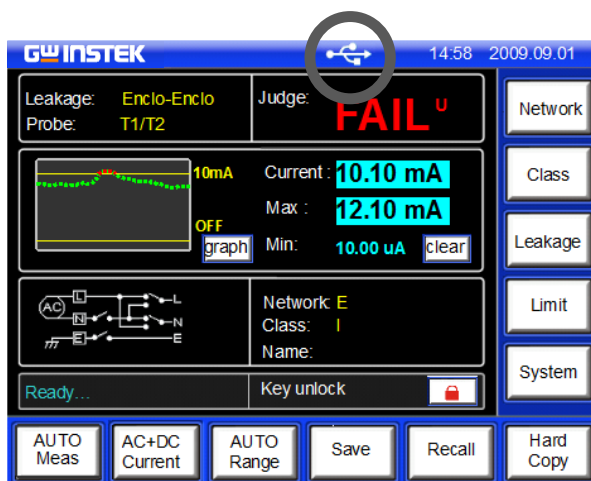 GW INSTEK 14:58 2009.09.01
Leakage: Enclo-Enclo
Probe: T1/T2
Judge: FAIL U
Network
Class
Leakage
Limit
System
10mA
OFF
graph
Current : 10.10 mA
Max : 12.10 mA
Min: 10.00 uA clear
AC L L
N N
E E
Network: E
Class: I
Name:
Ready...
Key unlock
AUTO Meas
AC+DC Current
AUTO Range
Save
Recall
Hard Copy